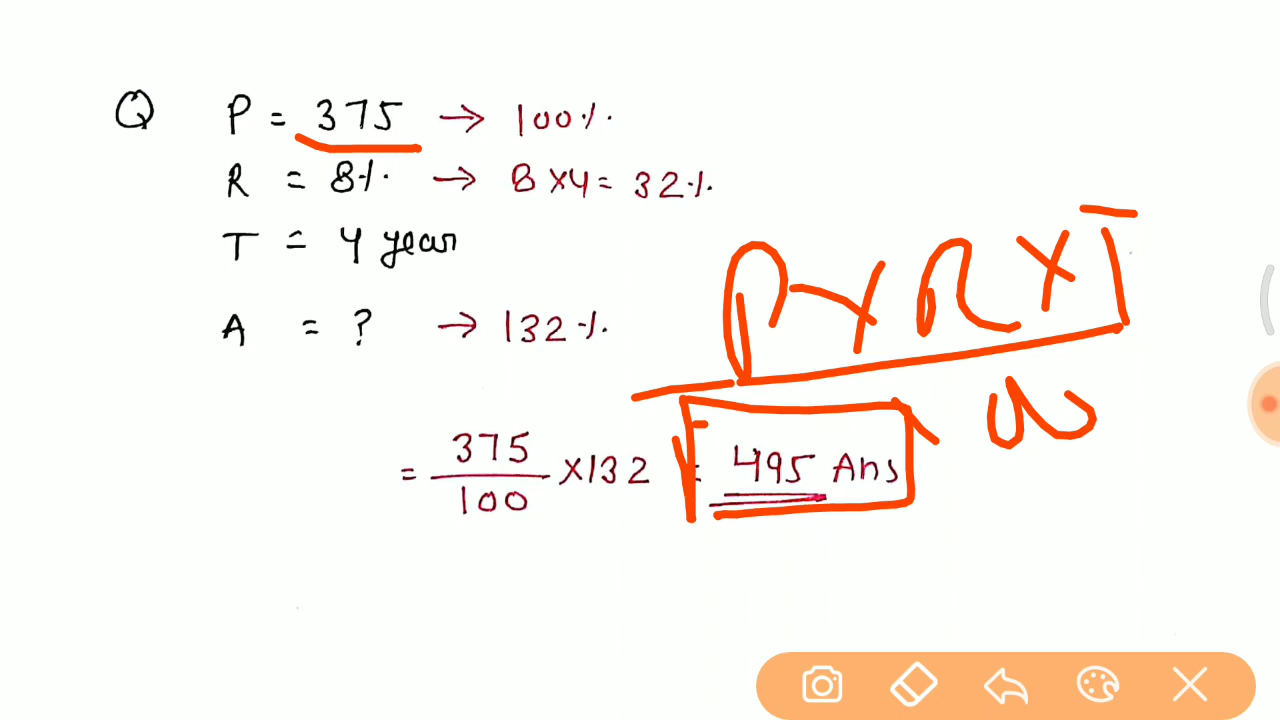 Q P = 375 → 100%
R = 8% → 8×4 = 32%
T = 4 year
A = ? → 132%
P×R×T
= 375/100 ×132 = 495 Ans